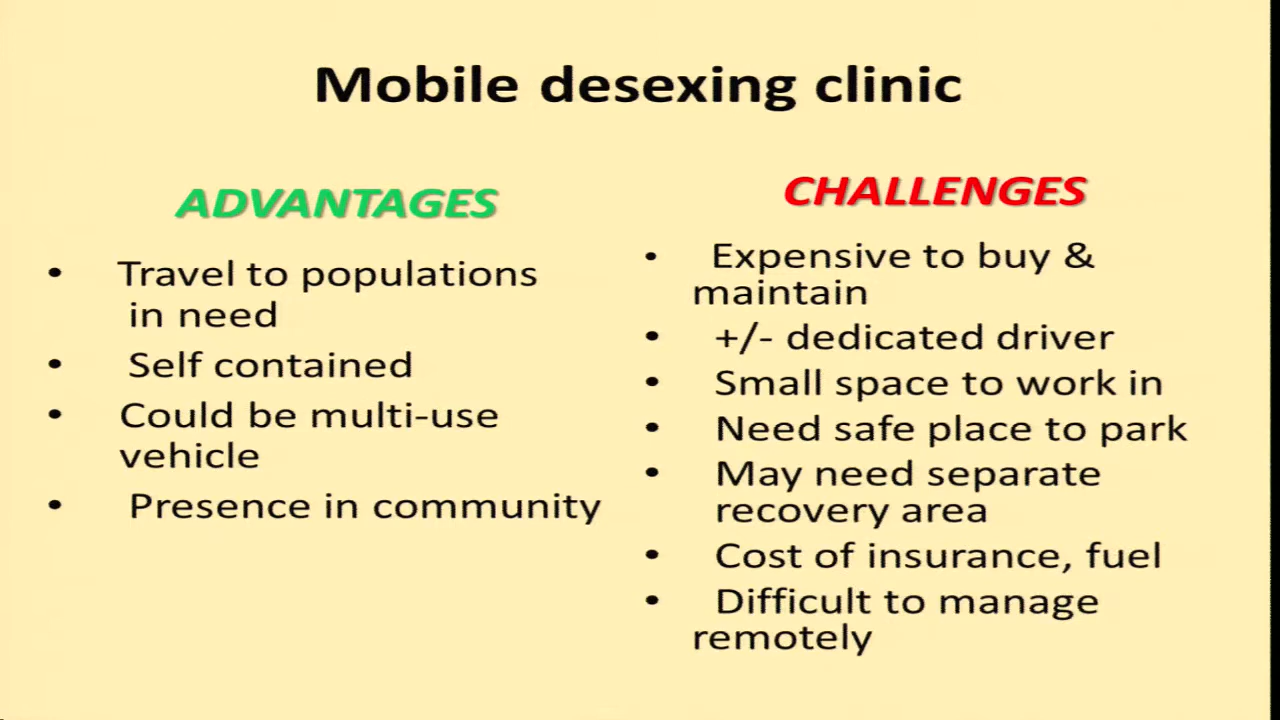 Mobile desexing clinic
ADVANTAGES
• Travel to populations
in need
• Self contained
• Could be multi-use
vehicle
• Presence in community
CHALLENGES
• Expensive to buy &
maintain
• +/- dedicated driver
• Small space to work in
• Need safe place to park
• May need separate
recovery area
• Cost of insurance, fuel
• Difficult to manage
remotely